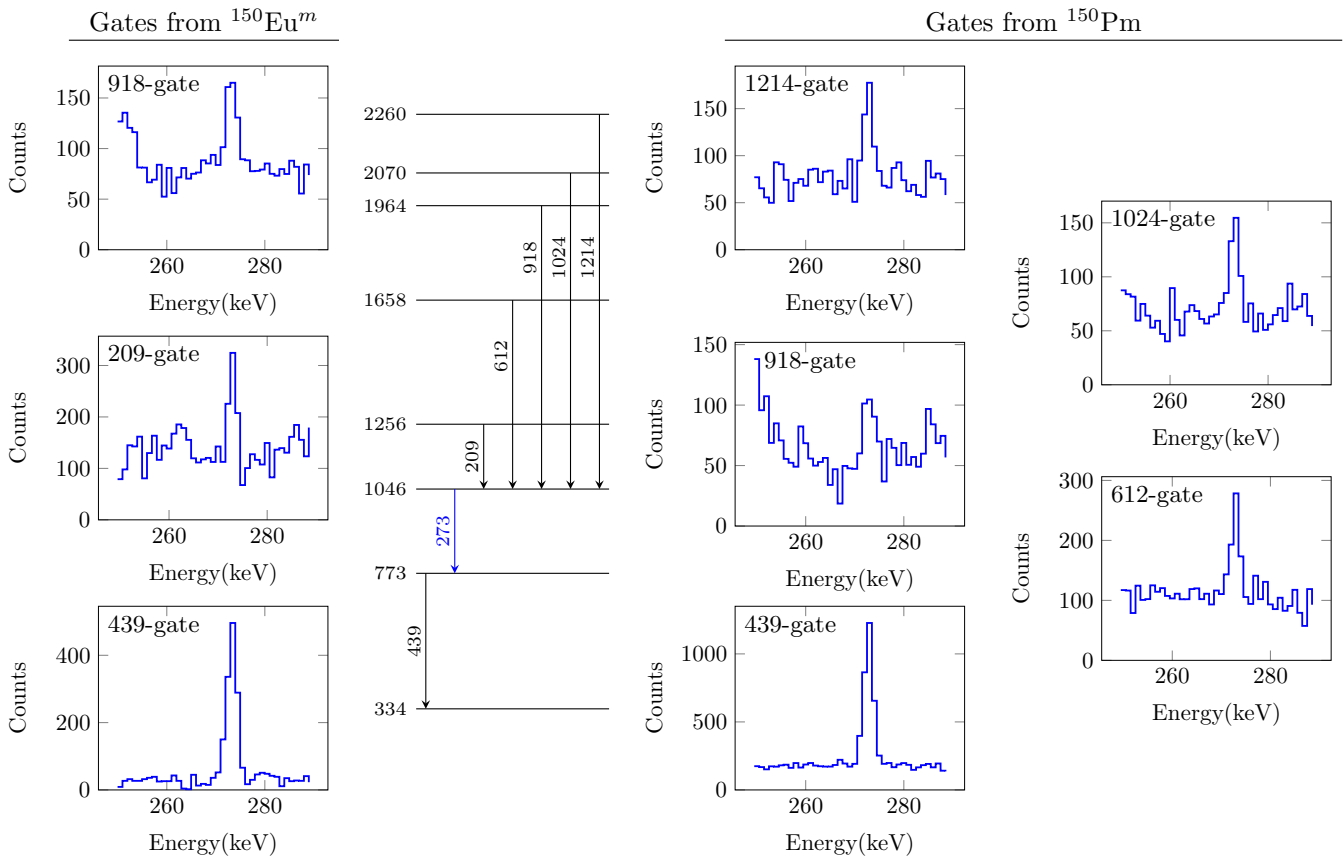 Gates from ¹⁵⁰Euᵐ
918-gate
Counts
0
50
100
150
260
280
Energy(keV)
209-gate
Counts
0
100
200
300
260
280
Energy(keV)
439-gate
Counts
0
200
400
260
280
Energy(keV)
2260
2070
1964
1658
1256
1046
773
334
918
1024
1214
612
209
273
439
Gates from ¹⁵⁰Pm
1214-gate
Counts
0
50
100
150
260
280
Energy(keV)
918-gate
Counts
0
50
100
150
260
280
Energy(keV)
439-gate
Counts
0
500
1000
260
280
Energy(keV)
1024-gate
Counts
0
50
100
150
260
280
Energy(keV)
612-gate
Counts
0
100
200
300
260
280
Energy(keV)